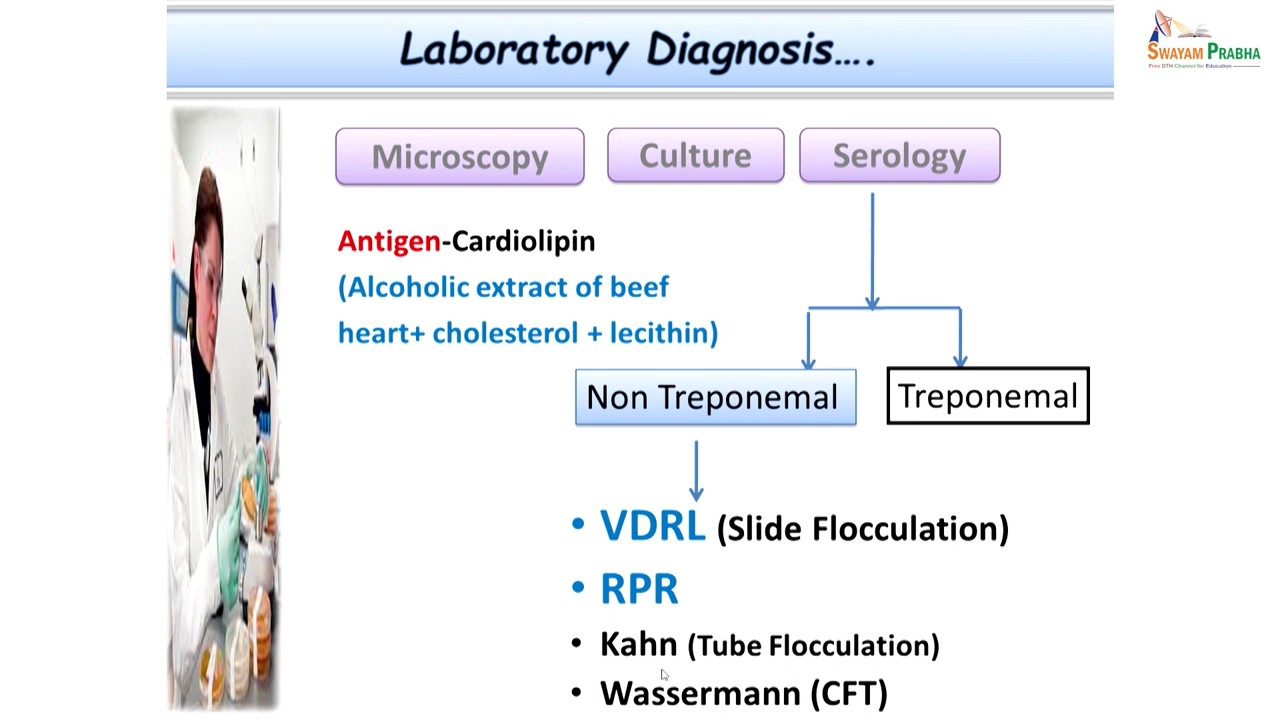 Laboratory Diagnosis....
SWAYAM PRABHA
Free DTH Channel for Education
Microscopy
Culture
Serology
Antigen-Cardiolipin
(Alcoholic extract of beef
heart+ cholesterol + lecithin)
Non Treponemal
Treponemal
• VDRL (Slide Flocculation)
• RPR
• Kahn (Tube Flocculation)
• Wassermann (CFT)